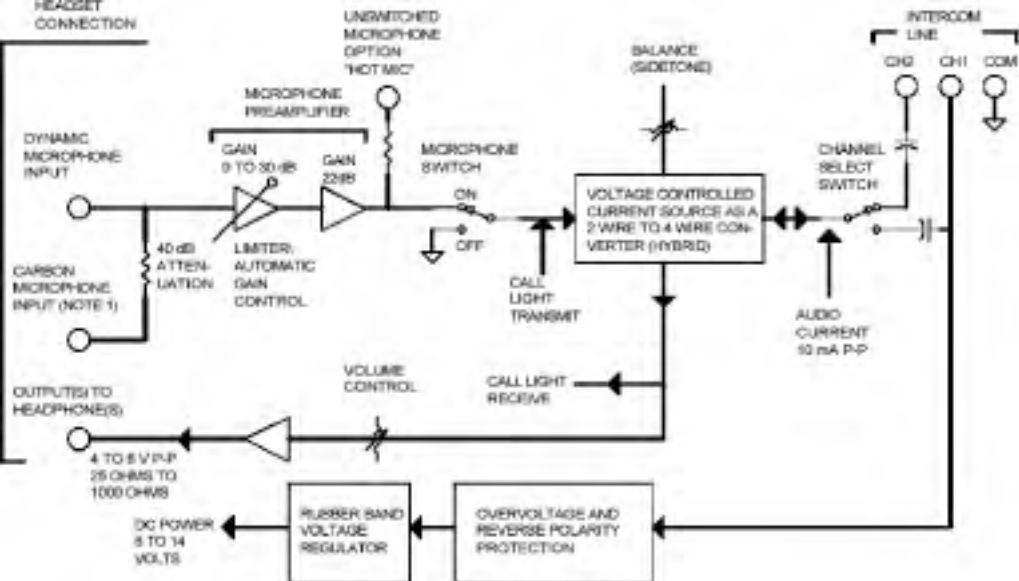 HEADSET
CONNECTION
UNSWITCHED
MICROPHONE
OPTION
"HOT MIC"
BALANCE
(SIDETONE)
INTERCOM
LINE
CH2 CH1 COM
MICROPHONE
PREAMPLIFIER
DYNAMIC
MICROPHONE
INPUT
GAIN
0 TO 30 dB
GAIN
22dB
MICROPHONE
SWITCH
ON
OFF
CHANNEL
SELECT
SWITCH
VOLTAGE CONTROLLED
CURRENT SOURCE AS A
2 WIRE TO 4 WIRE CON-
VERTER (HYBRID)
40 dB
ATTEN-
UATION
LIMITER:
AUTOMATIC
GAIN
CONTROL
CARBON
MICROPHONE
INPUT (NOTE 1)
CALL
LIGHT
TRANSMIT
AUDIO
CURRENT
10 mA P-P
VOLUME
CONTROL
CALL LIGHT
RECEIVE
OUTPUT(S) TO
HEADPHONE(S)
4 TO V P-P
25 OHMS TO
1000 OHMS
DC POWER
TO 14
VOLTS
RUBBER BAND
VOLTAGE
REGULATOR
OVERVOLTAGE AND
REVERSE POLARITY
PROTECTION